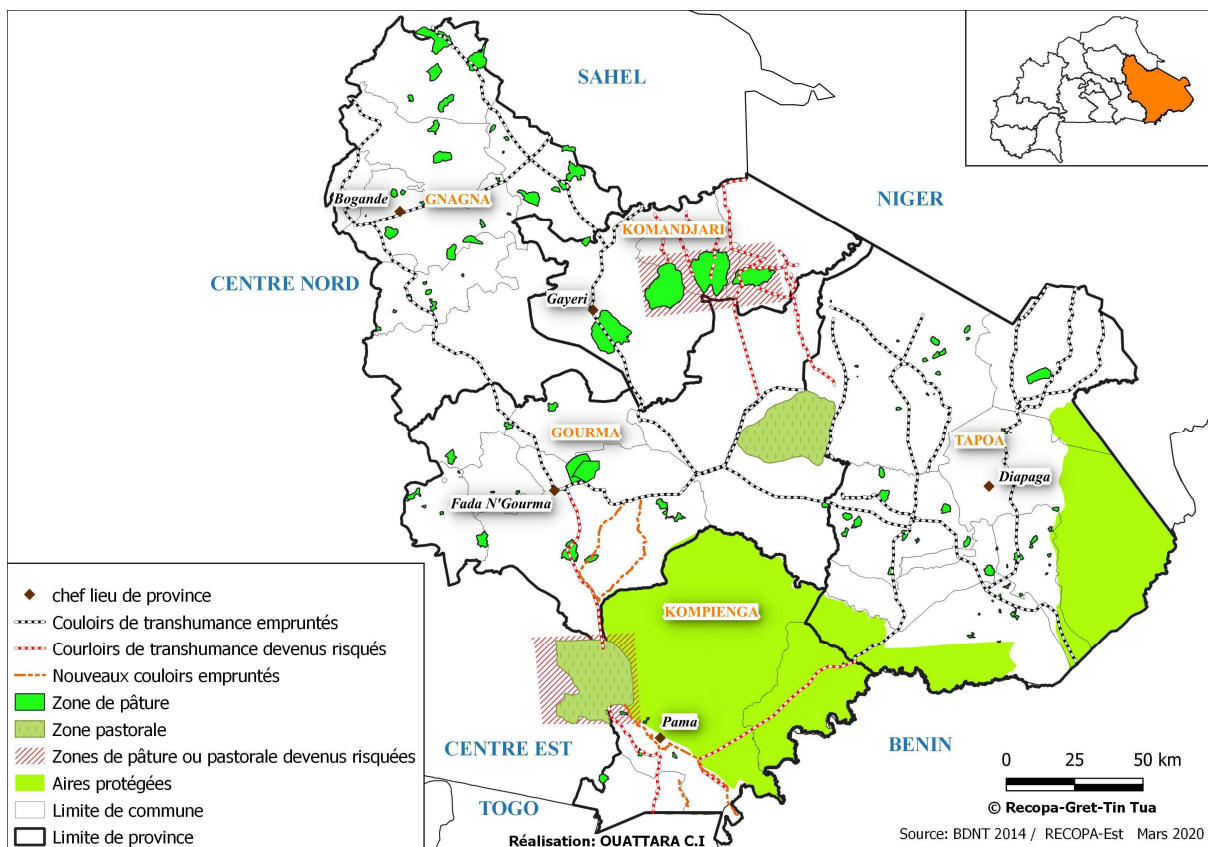 SAHEL
NIGER
Bogande
GNAGNA
KOMANDJARI
CENTRE NORD
Gayeri
GOURMA
TAPOA
Diapaga
Fada N'Gourma
KOMPIENGA
Pama
CENTRE EST
BENIN
TOGO
chef lieu de province
Couloirs de transhumance empruntés
Courloirs de transhumance devenus risqués
Nouveaux couloirs empruntés
Zone de pâture
Zone pastorale
Zones de pâture ou pastorale devenus risquées
Aires protégées
Limite de commune
Limite de province
0 25 50 km
© Recopa-Gret-Tin Tua
Réalisation: OUATTARA C.I
Source: BDNT 2014 / RECOPA-Est Mars 2020